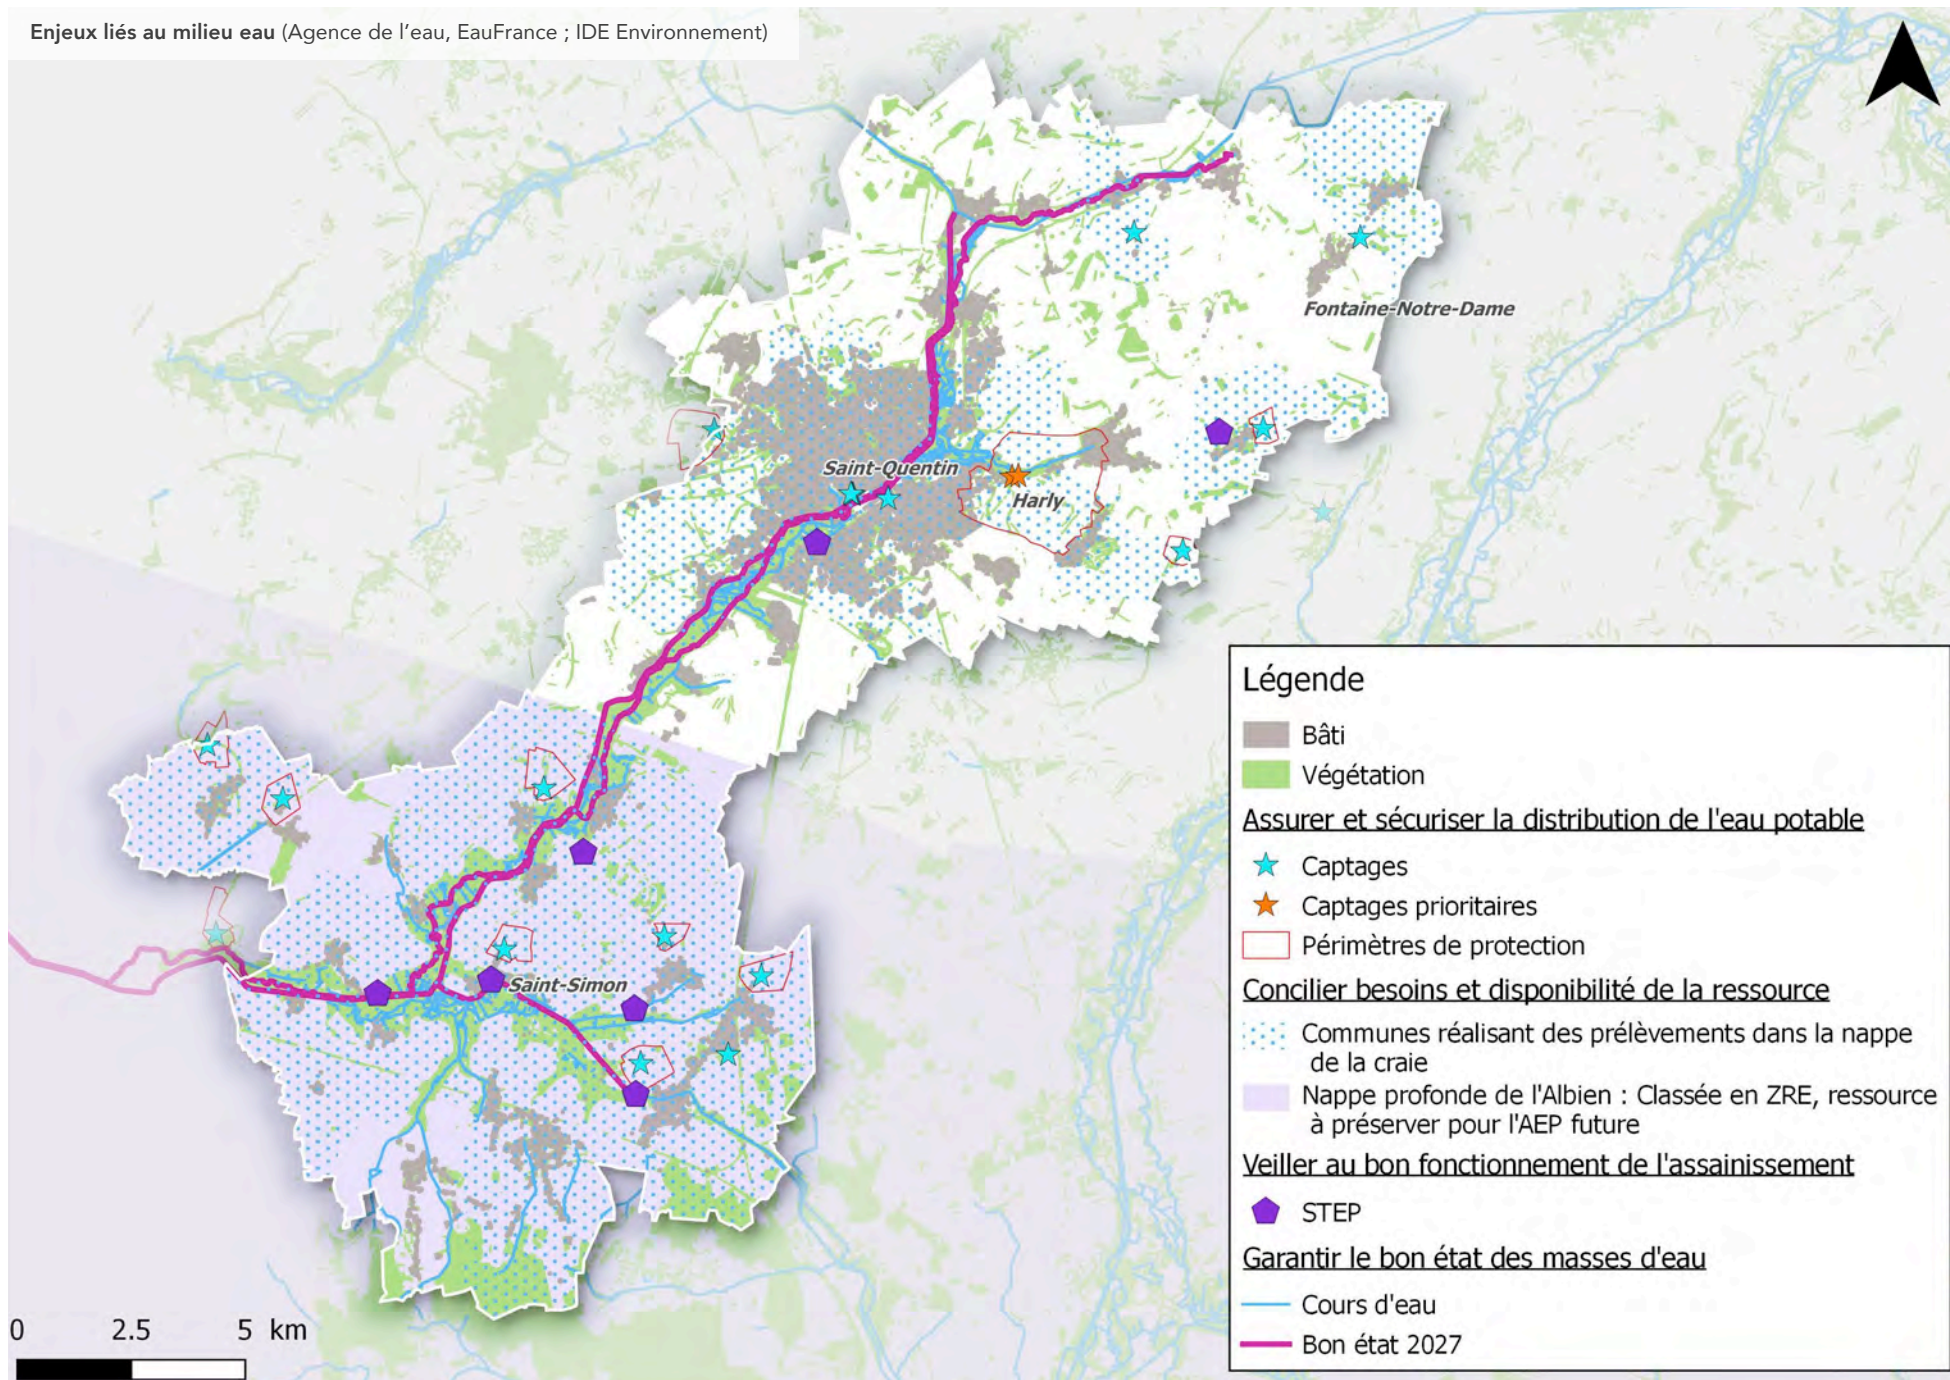 Enjeux liés au milieu eau (Agence de l'eau, EauFrance ; IDE Environnement)
Fontaine-Notre-Dame
Saint-Quentin
Harly
Saint-Simon
Légende
Bâti
Végétation
Assurer et sécuriser la distribution de l'eau potable
Captages
Captages prioritaires
Périmètres de protection
Concilier besoins et disponibilité de la ressource
Communes réalisant des prélèvements dans la nappe
de la craie
Nappe profonde de l'Albien : Classée en ZRE, ressource
à préserver pour l'AEP future
Veiller au bon fonctionnement de l'assainissement
STEP
Garantir le bon état des masses d'eau
Cours d'eau
Bon état 2027
0 2.5 5 km